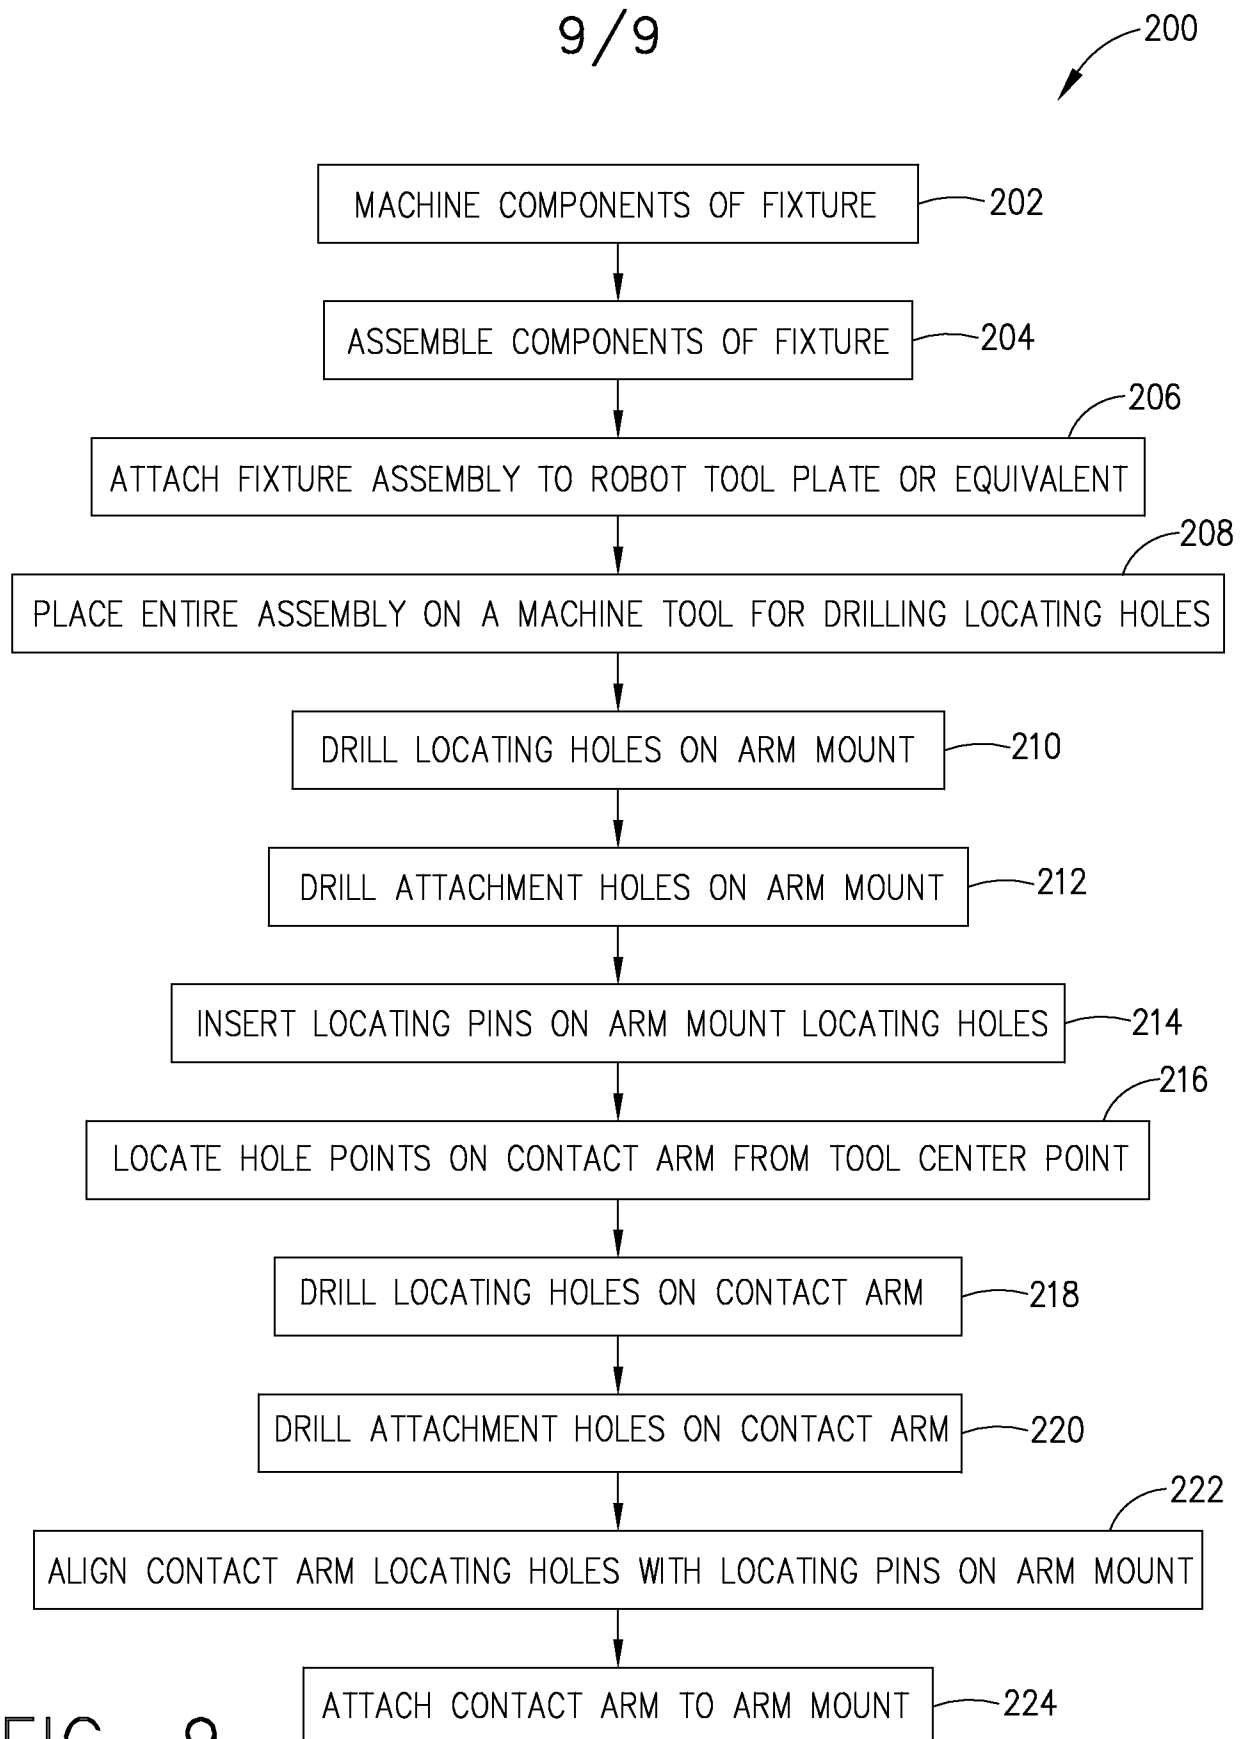 9/9
200
MACHINE COMPONENTS OF FIXTURE
202
ASSEMBLE COMPONENTS OF FIXTURE
204
206
ATTACH FIXTURE ASSEMBLY TO ROBOT TOOL PLATE OR EQUIVALENT
208
PLACE ENTIRE ASSEMBLY ON A MACHINE TOOL FOR DRILLING LOCATING HOLES
DRILL LOCATING HOLES ON ARM MOUNT
210
DRILL ATTACHMENT HOLES ON ARM MOUNT
212
INSERT LOCATING PINS ON ARM MOUNT LOCATING HOLES
214
216
LOCATE HOLE POINTS ON CONTACT ARM FROM TOOL CENTER POINT
DRILL LOCATING HOLES ON CONTACT ARM
218
DRILL ATTACHMENT HOLES ON CONTACT ARM
220
222
ALIGN CONTACT ARM LOCATING HOLES WITH LOCATING PINS ON ARM MOUNT
ATTACH CONTACT ARM TO ARM MOUNT
224
FIG.